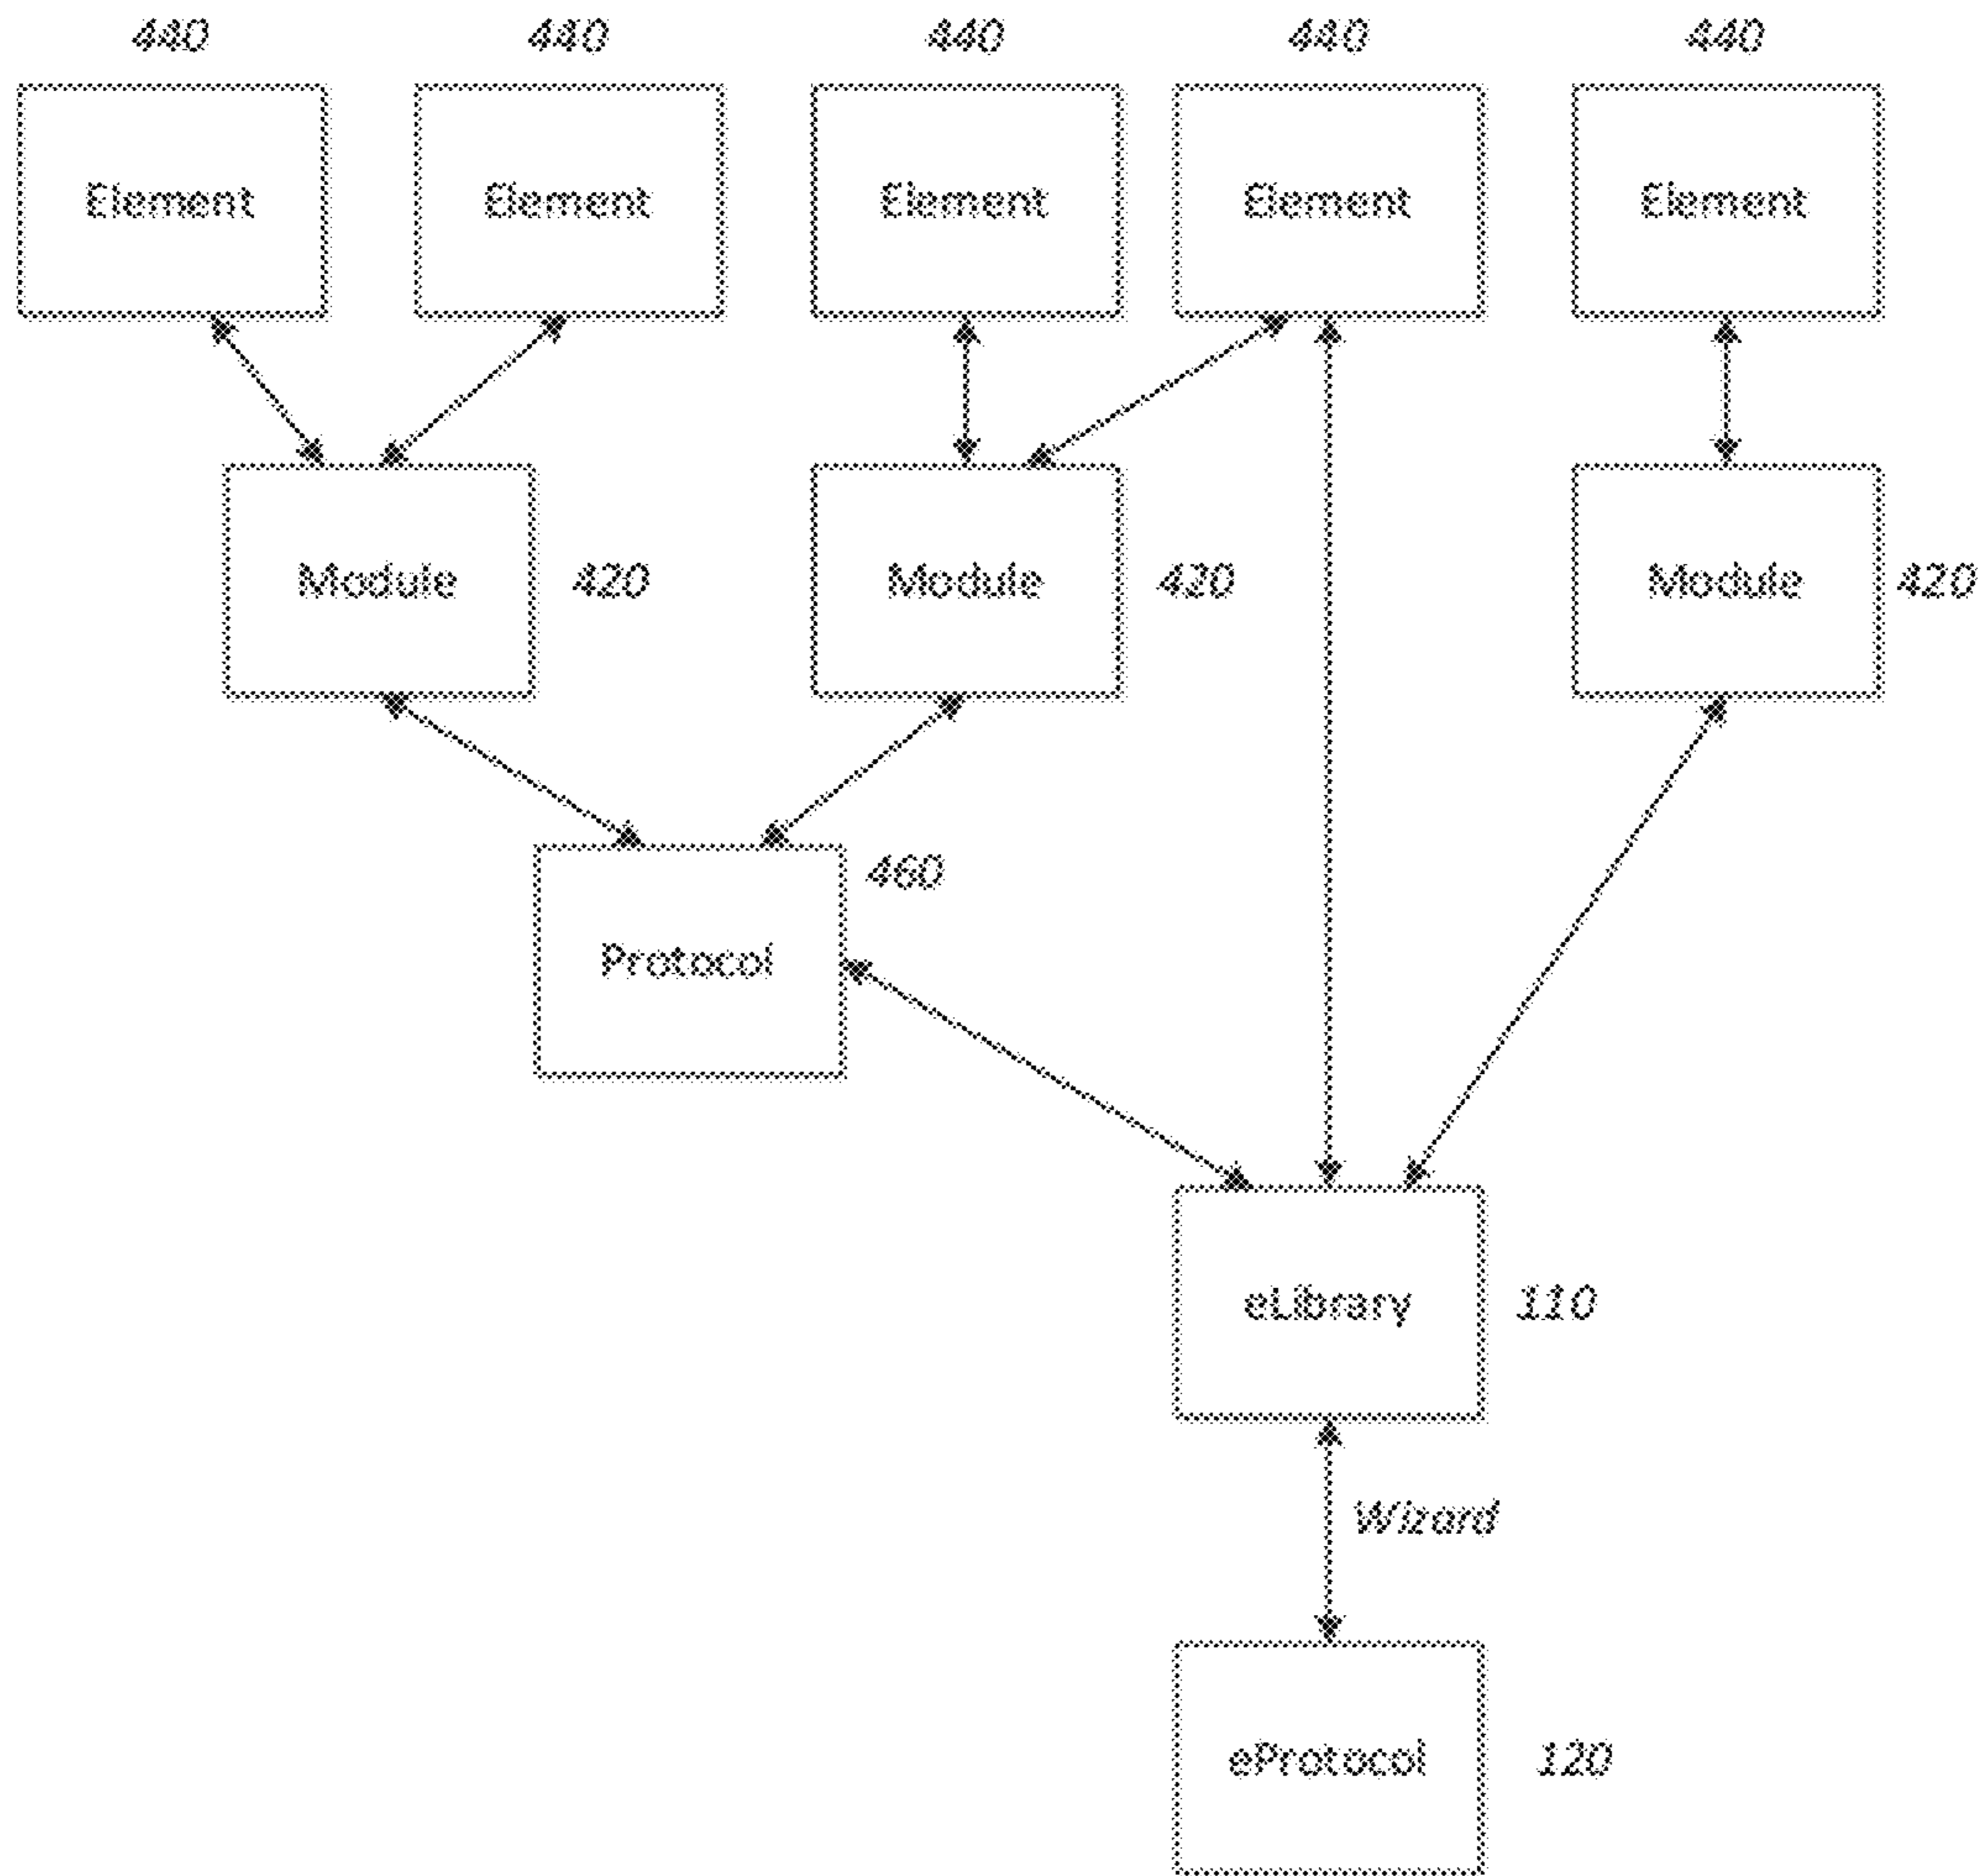 440 440 440 440 440
Element Element Element Element Element
Module 420 Module 420 Module 420
460
Protocol
eLibrary 110
Wizard
eProtocol 120